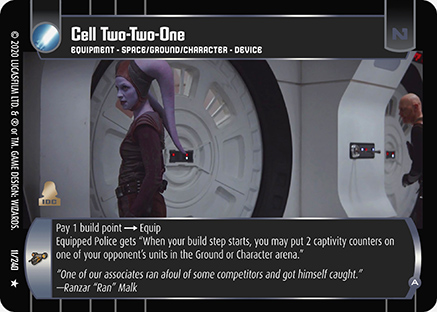 Cell Two-Two-One
EQUIPMENT - SPACE/GROUND/CHARACTER - DEVICE
N
© 2020 LUCASFILM LTD. & ® or TM. GAME DESIGN: WIZARDS.
IDC
Pay 1 build point → Equip
Equipped Police gets "When your build step starts, you may put 2 captivity counters on
one of your opponent's units in the Ground or Character arena."
"One of our associates ran afoul of some competitors and got himself caught."
—Ranzar "Ran" Malk
11/240
A